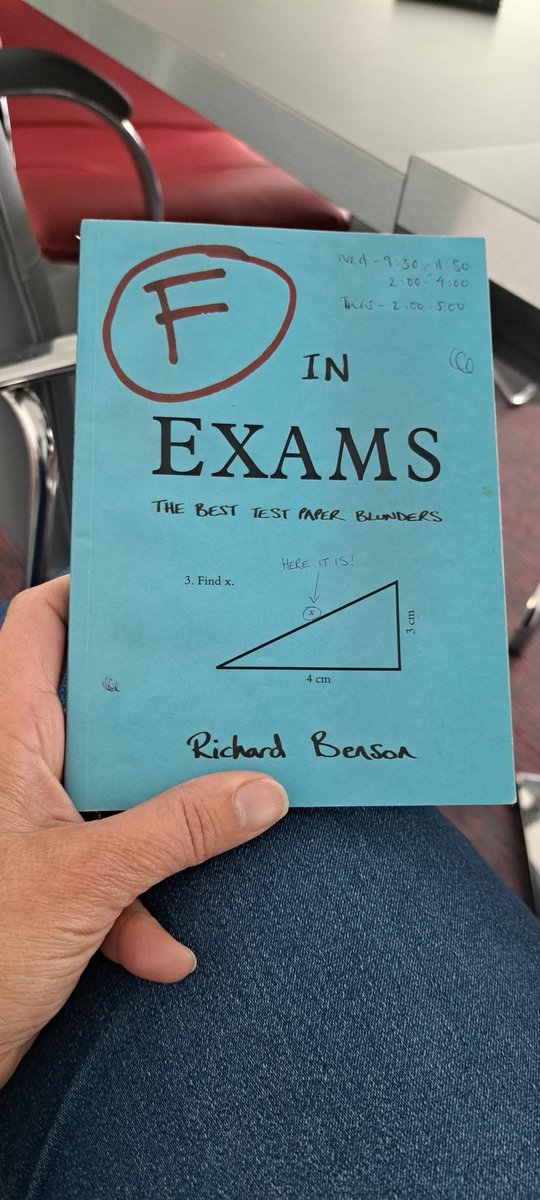 Wed - 9:30 - 11:30
2:00 - 4:00
2:00 - 5:00
F
IN
EXAMS
THE BEST TEST PAPER BLUNDERS
HERE IT IS!
3. Find x.
x
3 cm
4 cm
Richard Benson